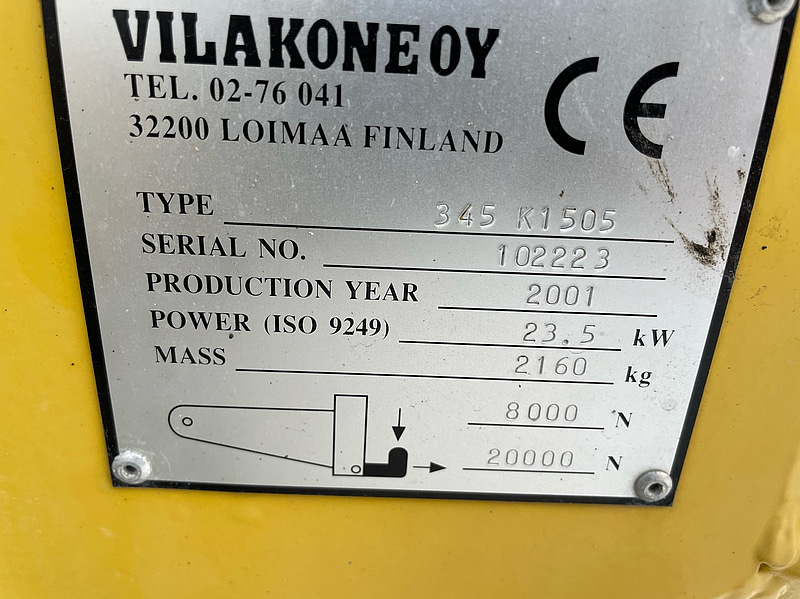 VILAKONE OY
TEL. 02-76 041
32200 LOIMAA FINLAND
CE
TYPE 345 K1505
SERIAL NO. 102223
PRODUCTION YEAR 2001
POWER (ISO 9249) 23.5 kW
MASS 2160 kg
8000 N
20000 N